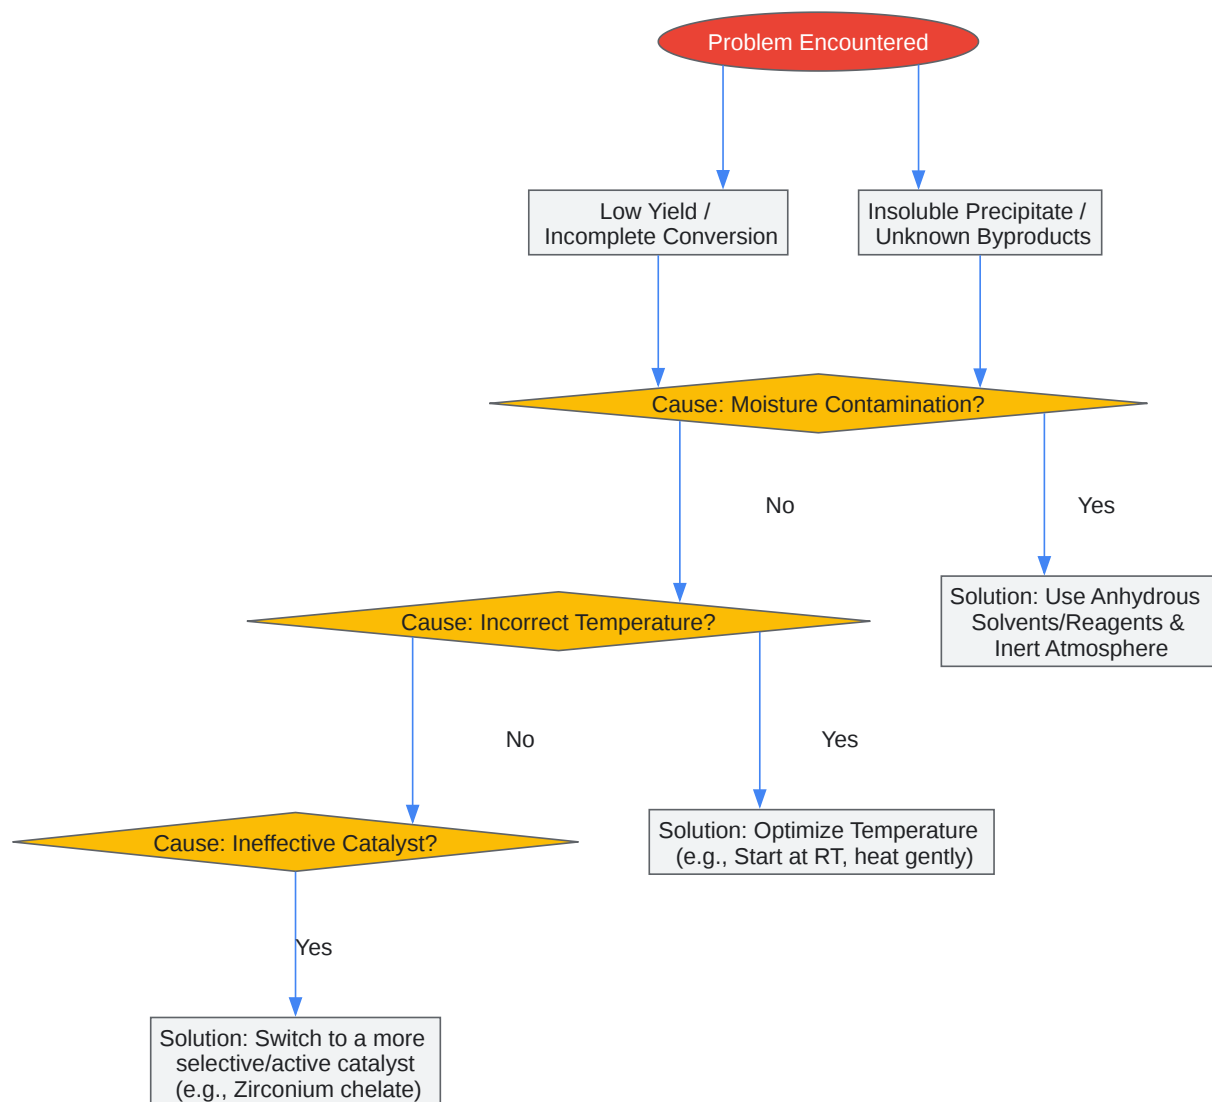 Problem Encountered
Low Yield /
Incomplete Conversion
Insoluble Precipitate /
Unknown Byproducts
Cause: Moisture Contamination?
No
Yes
Cause: Incorrect Temperature?
Solution: Use Anhydrous
Solvents/Reagents &
Inert Atmosphere
No
Yes
Cause: Ineffective Catalyst?
Solution: Optimize Temperature
(e.g., Start at RT, heat gently)
Yes
Solution: Switch to a more
selective/active catalyst
(e.g., Zirconium chelate)